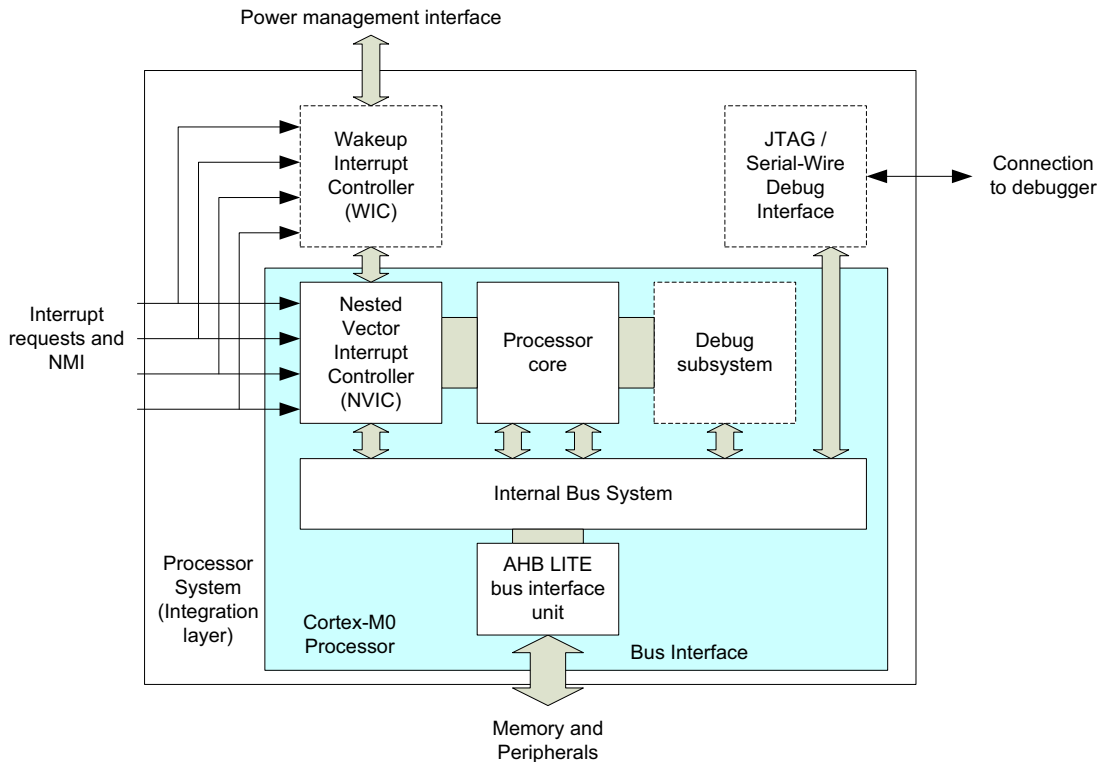 Power management interface
Wakeup
Interrupt
Controller
(WIC)
JTAG /
Serial-Wire
Debug
Interface
Connection
to debugger
Interrupt
requests and
NMI
Nested
Vector
Interrupt
Controller
(NVIC)
Processor
core
Debug
subsystem
Internal Bus System
AHB LITE
bus interface
unit
Processor
System
(Integration
layer)
Cortex-M0
Processor
Bus Interface
Memory and
Peripherals